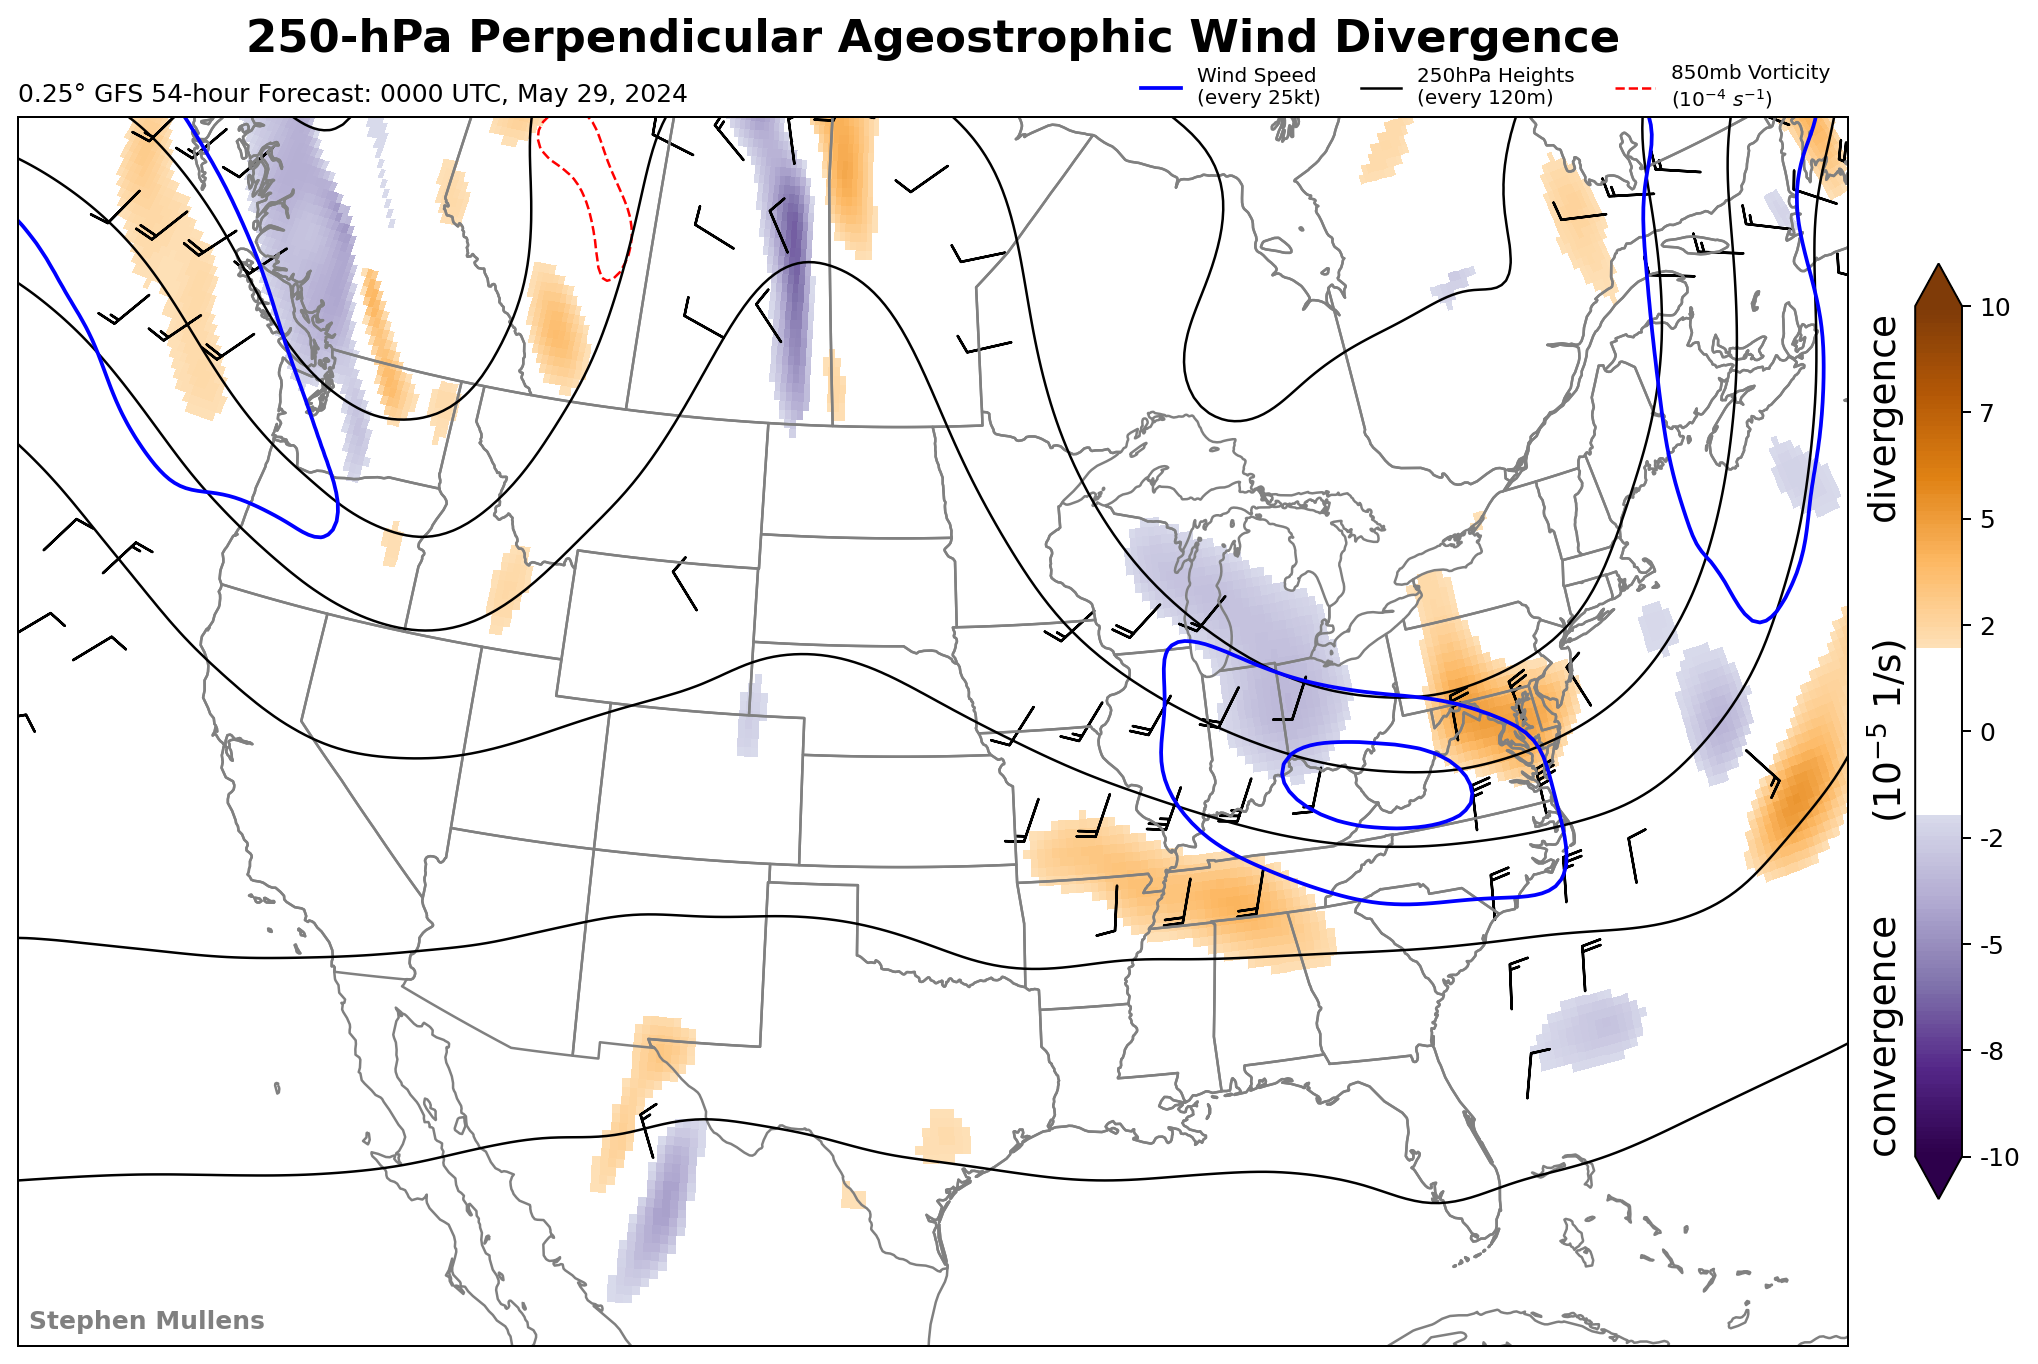 250-hPa Perpendicular Ageostrophic Wind Divergence
0.25° GFS 54-hour Forecast: 0000 UTC, May 29, 2024
Wind Speed
(every 25kt)
250hPa Heights
(every 120m)
850mb Vorticity
(10⁻⁴ s⁻¹)
10
7
5
2
0
-2
-5
-8
-10
convergence (10⁻⁵ 1/s) divergence
Stephen Mullens